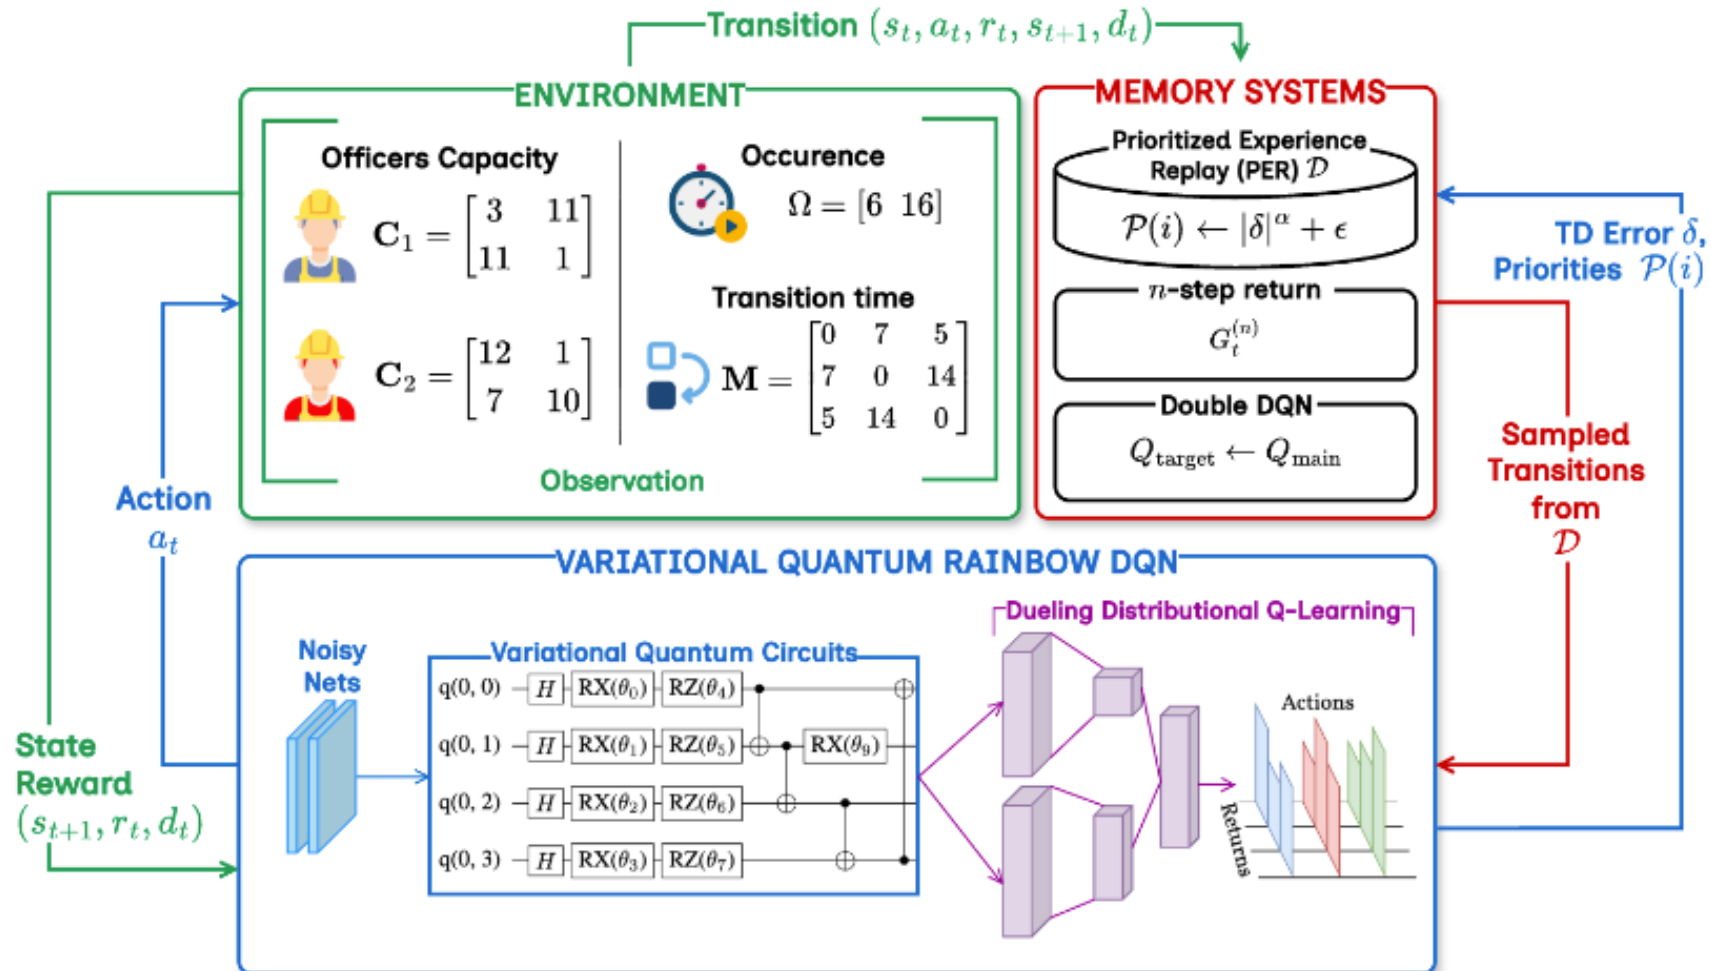 Transition (s_t, a_t, r_t, s_{t+1}, d_t)
ENVIRONMENT
Officers Capacity
C_1 = [3 11
11 1]
C_2 = [12 1
7 10]
Occurence
Ω = [6 16]
Transition time
M = [0 7 5
7 0 14
5 14 0]
Observation
MEMORY SYSTEMS
Prioritized Experience
Replay (PER) 𝒟
𝒫(i) ← |δ|^α + ϵ
n-step return
G_t^{(n)}
Double DQN
Q_target ← Q_main
TD Error δ,
Priorities 𝒫(i)
Sampled
Transitions
from
𝒟
Action
a_t
State
Reward
(s_{t+1}, r_t, d_t)
VARIATIONAL QUANTUM RAINBOW DQN
Noisy
Nets
Variational Quantum Circuits
q(0, 0) H RX(θ_0) RZ(θ_4)
q(0, 1) H RX(θ_1) RZ(θ_5) RX(θ_9)
q(0, 2) H RX(θ_2) RZ(θ_6)
q(0, 3) H RX(θ_3) RZ(θ_7)
Dueling Distributional Q-Learning
Actions
Returns